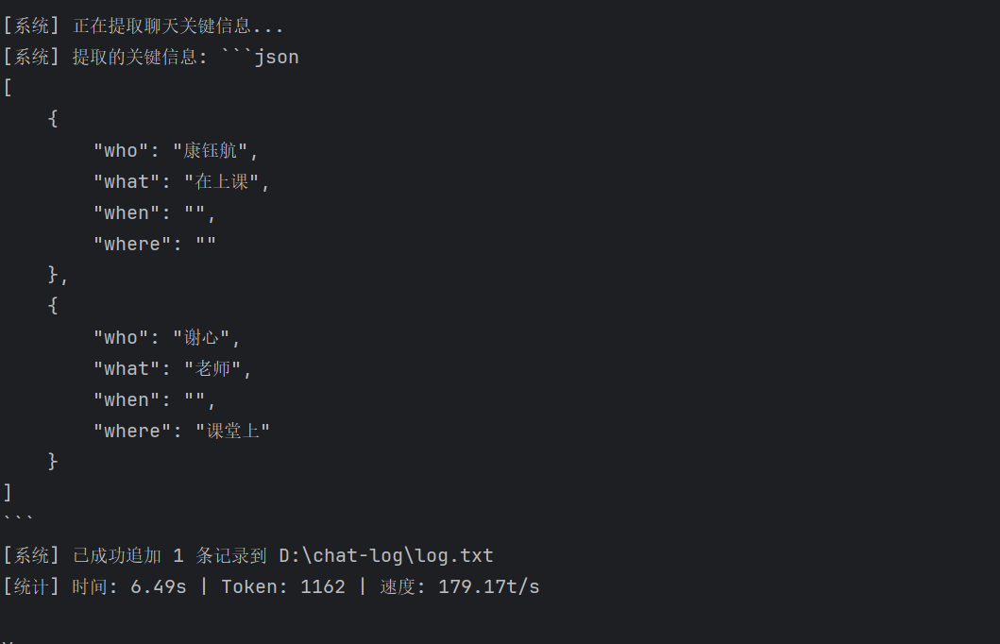 [系统] 正在提取聊天关键信息...
[系统] 提取的关键信息: ```json
[
    {
        "who": "康钰航",
        "what": "在上课",
        "when": "",
        "where": ""
    },
    {
        "who": "谢心",
        "what": "老师",
        "when": "",
        "where": "课堂上"
    }
]
```
[系统] 已成功追加 1 条记录到 D:\chat-log\log.txt
[统计] 时间: 6.49s | Token: 1162 | 速度: 179.17t/s